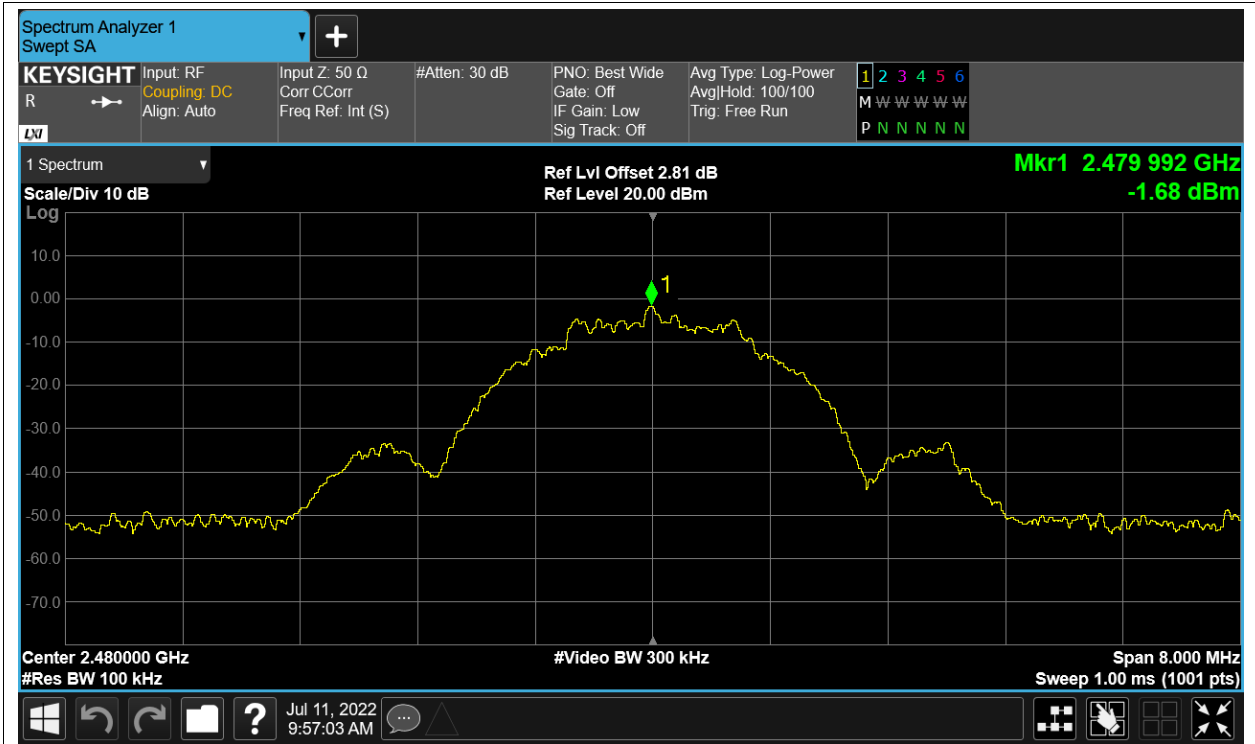 Spectrum Analyzer 1
Swept SA
KEYSIGHT
R
LXI
Input: RF
Coupling: DC
Align: Auto
Input Z: 50 Ω
Corr CCorr
Freq Ref: Int (S)
#Atten: 30 dB
PNO: Best Wide
Gate: Off
IF Gain: Low
Sig Track: Off
Avg Type: Log-Power
Avg|Hold: 100/100
Trig: Free Run
1 2 3 4 5 6
M W W W W W
P N N N N N
1 Spectrum
Scale/Div 10 dB
Log
Ref Lvl Offset 2.81 dB
Ref Level 20.00 dBm
Mkr1 2.479 992 GHz
-1.68 dBm
1
10.0
0.00
-10.0
-20.0
-30.0
-40.0
-50.0
-60.0
-70.0
Center 2.480000 GHz
#Res BW 100 kHz
#Video BW 300 kHz
Span 8.000 MHz
Sweep 1.00 ms (1001 pts)
?
Jul 11, 2022
9:57:03 AM